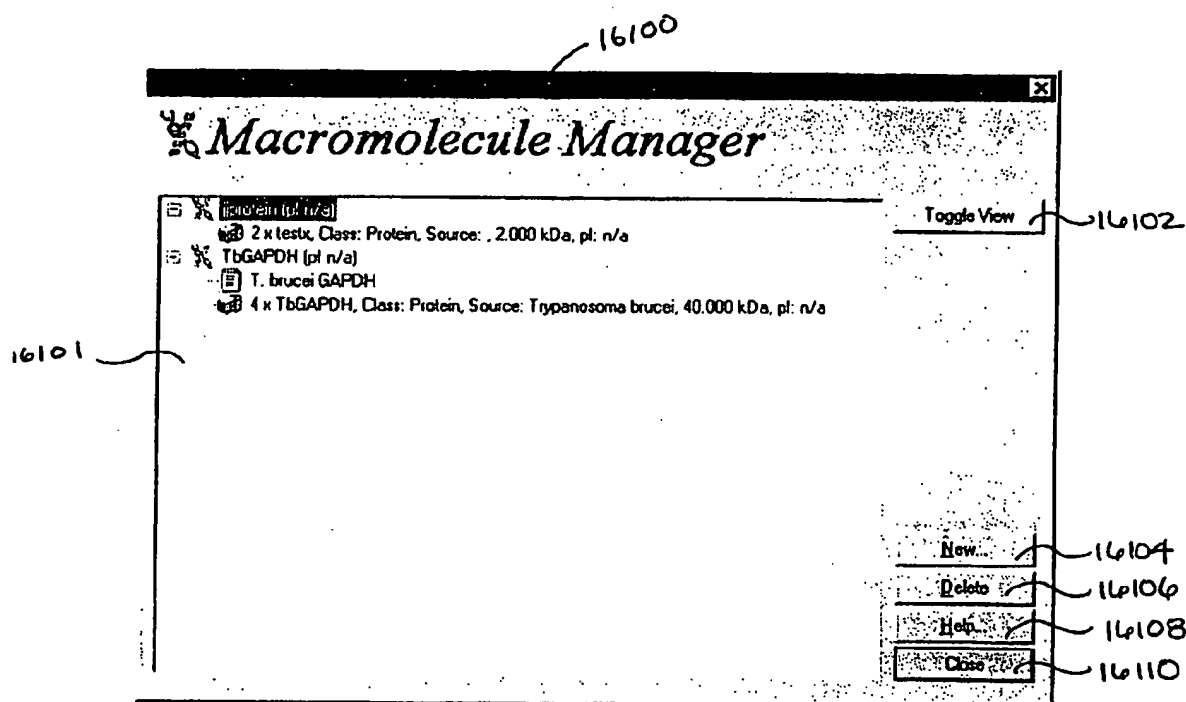 16100
Macromolecule Manager
protein (pI n/a)
2 x testx, Class: Protein, Source: , 2.000 kDa, pI: n/a
TbGAPDH (pI n/a)
T. brucei GAPDH
4 x TbGAPDH, Class: Protein, Source: Trypanosoma brucei, 40.000 kDa, pI: n/a
Toggle View
16102
16101
New...
16104
Delete
16106
Help...
16108
Close
16110